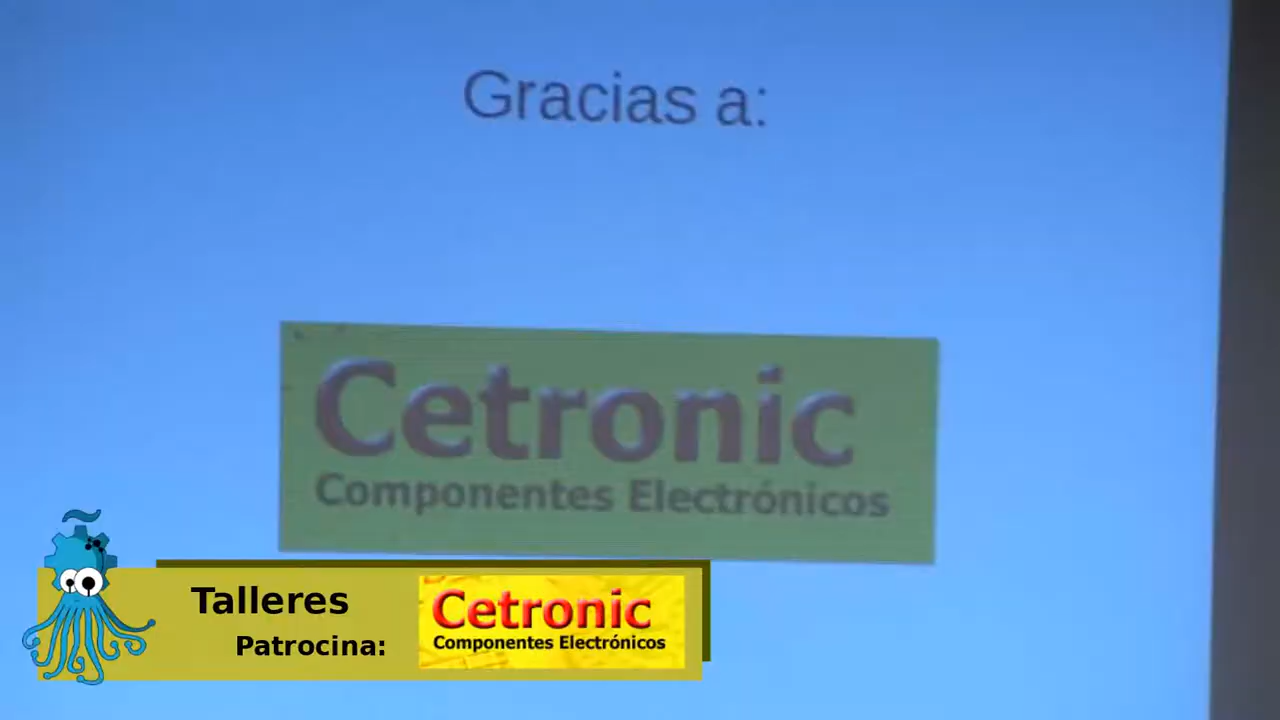 Gracias a:
Cetronic
Componentes Electrónicos
Talleres
Patrocina:
Cetronic
Componentes Electrónicos